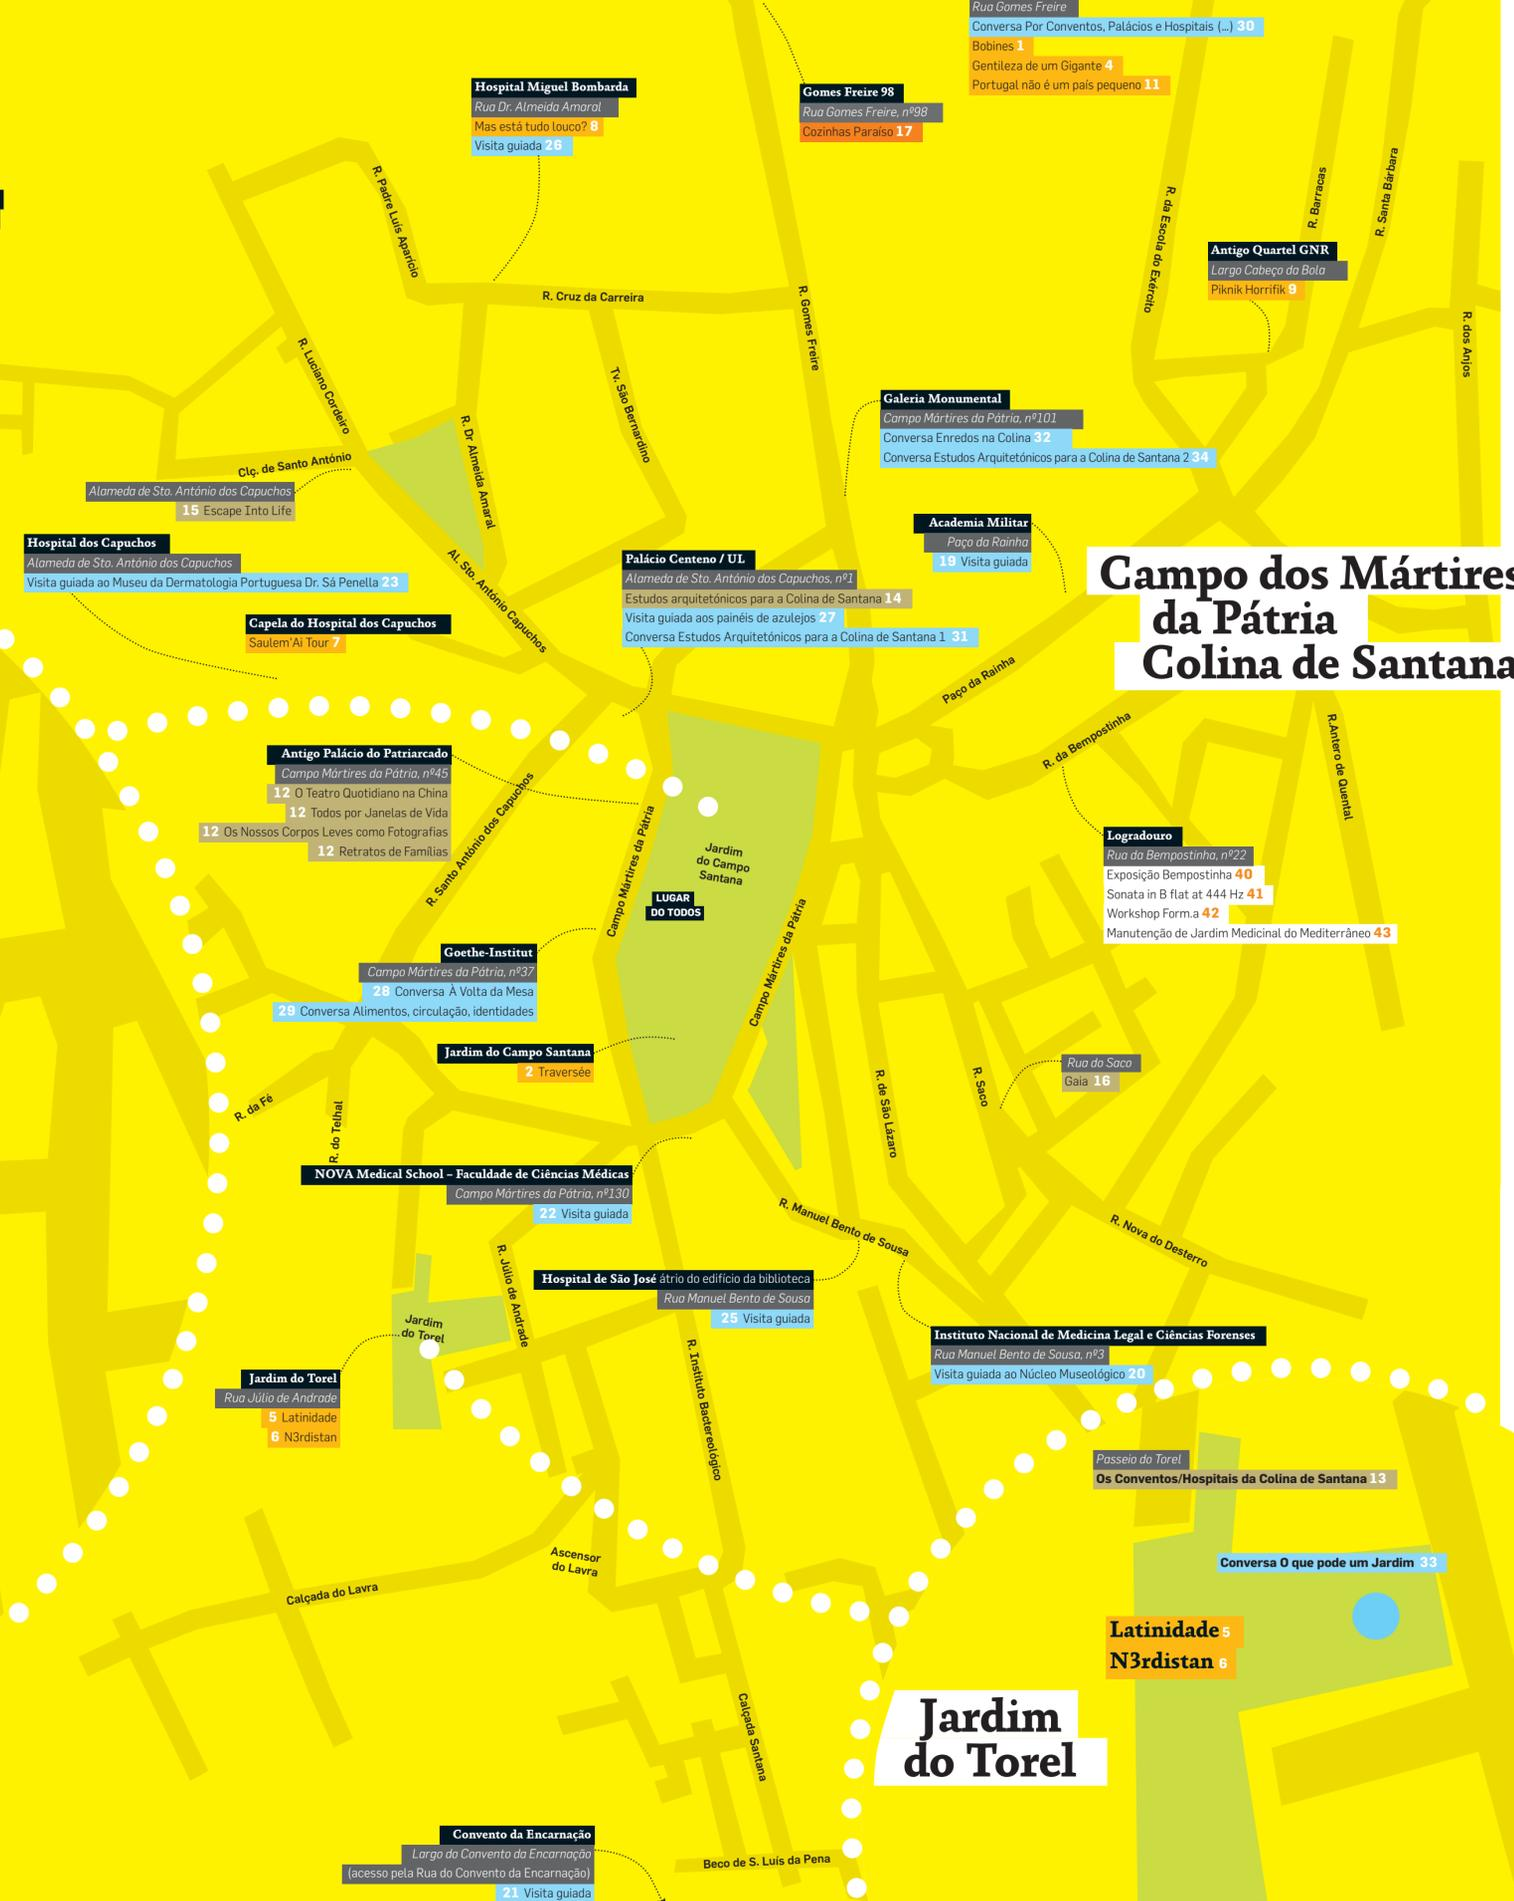 Rua Gomes Freire
Conversa Por Conventos, Palácios e Hospitais (...) 30
Bobines 1
Gentileza de um Gigante 4
Portugal não é um país pequeno 11
Hospital Miguel Bombarda
Rua Dr. Almeida Amaral
Mas está tudo louco? 8
Visita guiada 26
Gomes Freire 98
Rua Gomes Freire, nº98
Cozinhas Paraíso 17
R. Padre Luís Aparício
R. da Escola do Exército
R. Barracas
R. Santa Bárbara
Antigo Quartel GNR
Largo Cabeço da Bola
Piknik Horrifik 9
R. Cruz da Carreira
R. Gomes Freire
R. dos Anjos
R. Luciano Cordeiro
Tv. São Bernardino
Galeria Monumental
Campo Mártires da Pátria, nº101
Conversa Enredos na Colina 32
Conversa Estudos Arquitetónicos para a Colina de Santana 2 34
R. Dr Almeida Amaral
Clç. de Santo António
Alameda de Sto. António dos Capuchos
15 Escape Into Life
Hospital dos Capuchos
Alameda de Sto. António dos Capuchos
Visita guiada ao Museu da Dermatologia Portuguesa Dr. Sá Penella 23
Al. Sto. António Capuchos
Academia Militar
Paço da Rainha
19 Visita guiada
Palácio Centeno / UL
Alameda de Sto. António dos Capuchos, nº1
Estudos arquitetónicos para a Colina de Santana 14
Visita guiada aos painéis de azulejos 27
Conversa Estudos Arquitetónicos para a Colina de Santana 1 31
Campo dos Mártires
da Pátria
Colina de Santana
Capela do Hospital dos Capuchos
Saulem'Ai Tour 7
Paço da Rainha
R. da Bempostinha
R.Antero de Quental
Antigo Palácio do Patriarcado
Campo Mártires da Pátria, nº45
12 O Teatro Quotidiano na China
12 Todos por Janelas de Vida
12 Os Nossos Corpos Leves como Fotografias
12 Retratos de Famílias
R. Santo António dos Capuchos
Campo Mártires da Pátria
Jardim
do Campo
Santana
LUGAR
DO TODOS
Campo Mártires da Pátria
Logradouro
Rua da Bempostinha, nº22
Exposição Bempostinha 40
Sonata in B flat at 444 Hz 41
Workshop Form.a 42
Manutenção de Jardim Medicinal do Mediterrâneo 43
Goethe-Institut
Campo Mártires da Pátria, nº37
28 Conversa À Volta da Mesa
29 Conversa Alimentos, circulação, identidades
Jardim do Campo Santana
2 Traversée
Rua do Saco
Gaia 16
R. de São Lázaro
R. Saco
R. da Fé
R. do Telhal
NOVA Medical School – Faculdade de Ciências Médicas
Campo Mártires da Pátria, nº130
22 Visita guiada
R. Manuel Bento de Sousa
R. Nova do Desterro
R. Júlio de Andrade
Hospital de São José átrio do edifício da biblioteca
Rua Manuel Bento de Sousa
25 Visita guiada
Jardim
do Torel
Instituto Nacional de Medicina Legal e Ciências Forenses
Rua Manuel Bento de Sousa, nº3
Visita guiada ao Núcleo Museológico 20
Jardim do Torel
Rua Júlio de Andrade
5 Latinidade
6 N3rdistan
R. Instituto Bactereológico
Passeio do Torel
Os Conventos/Hospitais da Colina de Santana 13
Conversa O que pode um Jardim 33
Ascensor
do Lavra
Calçada do Lavra
Latinidade 5
N3rdistan 6
Jardim
do Torel
Calçada Santana
Convento da Encarnação
Largo do Convento da Encarnação
(acesso pela Rua do Convento da Encarnação)
21 Visita guiada
Beco de S. Luís da Pena